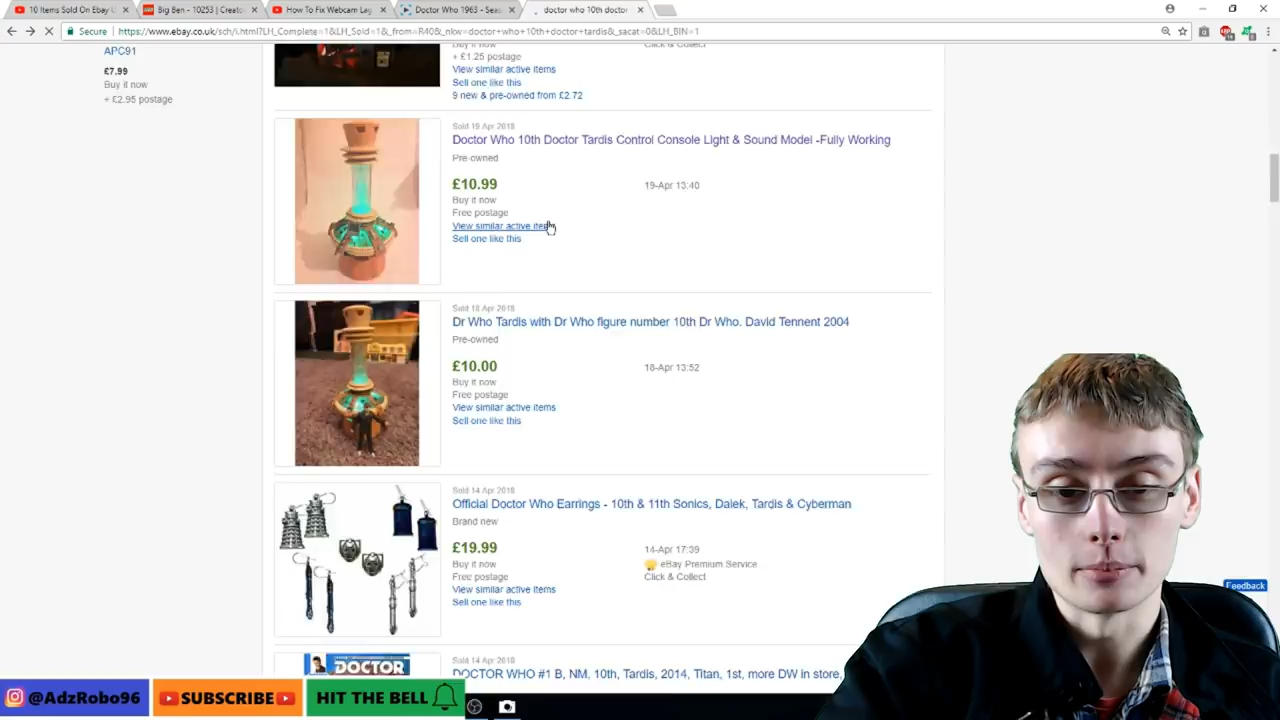 10 Items Sold On Ebay
Big Ben - 10253 | Creato
How To Fix Webcam Lag
Doctor Who 1963 - Seas
doctor who 10th doctor
Secure
https://www.ebay.co.uk/sch/i.html?LH_Complete=1&LH_Sold=1&_from=R40&_nkw=doctor+who+10th+doctor+tardis&_sacat=0&LH_BIN=1
APC91
£7.99
Buy it now
+ £2.95 postage
Buy it now
Click & Collect
+ £1.25 postage
View similar active items
Sell one like this
9 new & pre-owned from £2.72
Sold 19 Apr 2018
Doctor Who 10th Doctor Tardis Control Console Light & Sound Model -Fully Working
Pre-owned
£10.99
19-Apr 13:40
Buy it now
Free postage
View similar active items
Sell one like this
Sold 18 Apr 2018
Dr Who Tardis with Dr Who figure number 10th Dr Who. David Tennent 2004
Pre-owned
£10.00
18-Apr 13:52
Buy it now
Free postage
View similar active items
Sell one like this
Sold 14 Apr 2018
Official Doctor Who Earrings - 10th & 11th Sonics, Dalek, Tardis & Cyberman
Brand new
£19.99
14-Apr 17:39
Buy it now
eBay Premium Service
Free postage
Click & Collect
View similar active items
Sell one like this
Feedback
Sold 14 Apr 2018
DOCTOR
DOCTOR WHO #1 B, NM, 10th, Tardis, 2014, Titan, 1st, more DW in store,
@AdzRobo96
SUBSCRIBE
HIT THE BELL